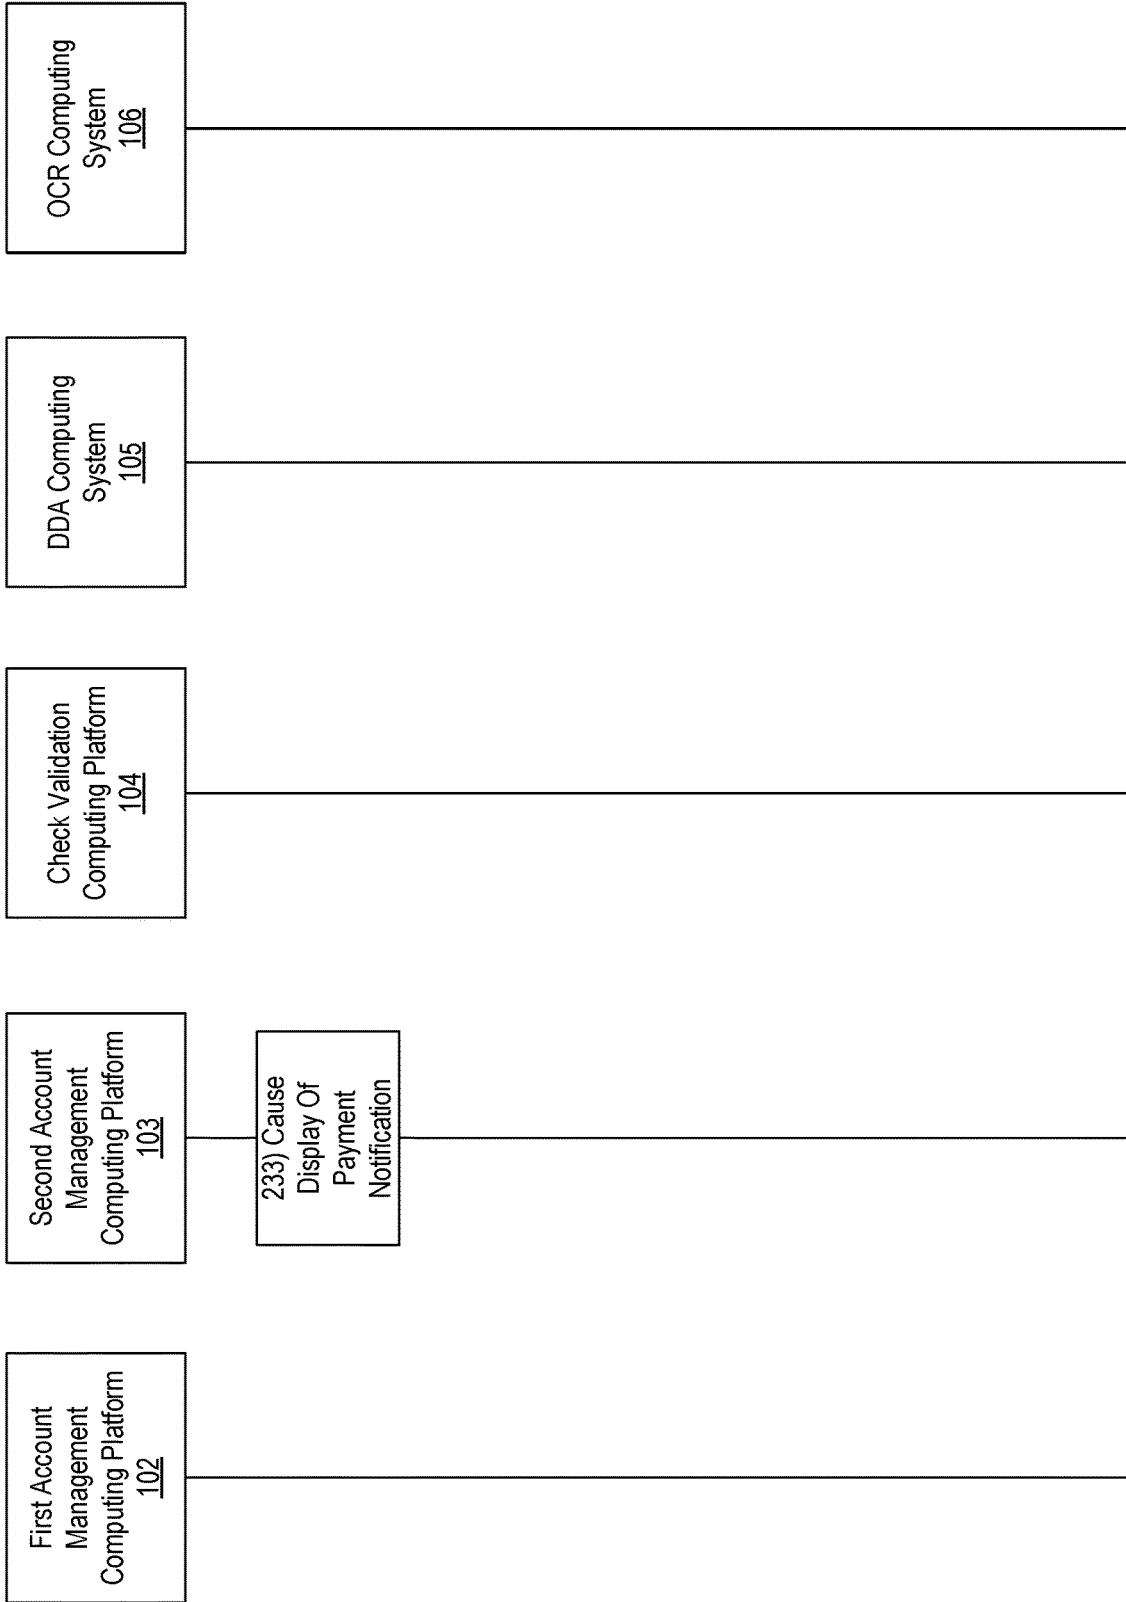 First Account
Management
Computing Platform
102
Second Account
Management
Computing Platform
103
Check Validation
Computing Platform
104
DDA Computing
System
105
OCR Computing
System
106
233) Cause
Display Of
Payment
Notification